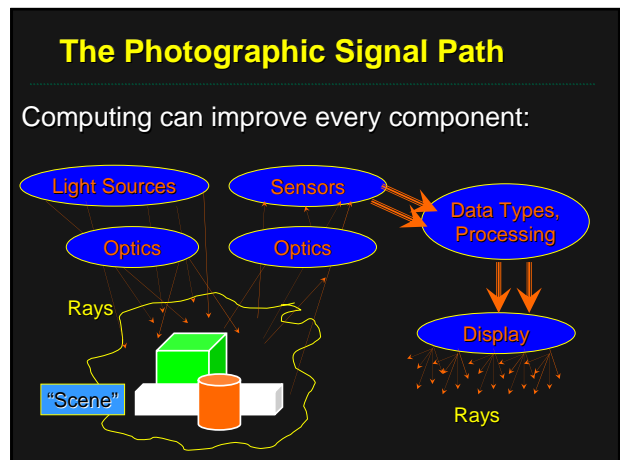 The Photographic Signal Path
Computing can improve every component:
Light Sources
Sensors
Data Types,
Processing
Optics
Optics
Rays
Display
“Scene”
Rays